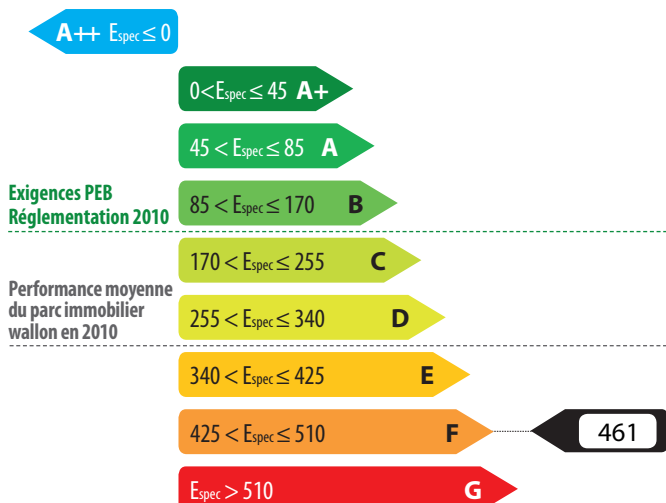 A++ Espec ≤ 0
0<Espec ≤ 45 A+
45 < Espec ≤ 85 A
Exigences PEB
Réglementation 2010
85 < Espec ≤ 170 B
170 < Espec ≤ 255 C
Performance moyenne
du parc immobilier
wallon en 2010
255 < Espec ≤ 340 D
340 < Espec ≤ 425 E
425 < Espec ≤ 510 F
461
Espec > 510 G